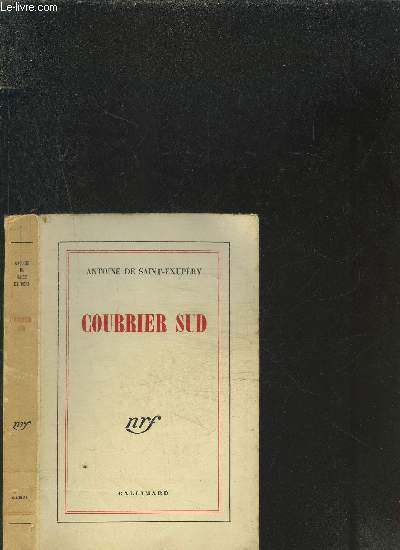 Le-livre.com
ANTOINE DE SAINT-EXUPÉRY
COURRIER SUD
nrf
GALLIMARD
nrf